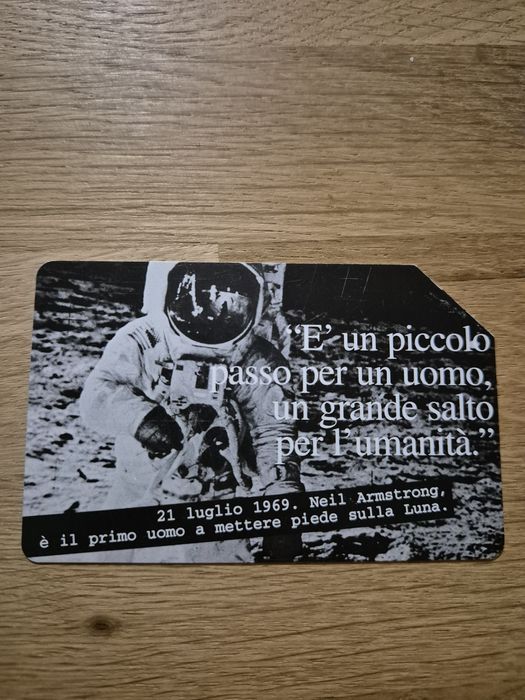 “E’ un piccolo
passo per un uomo,
un grande salto
per l’umanità.”
21 luglio 1969. Neil Armstrong,
è il primo uomo a mettere piede sulla Luna.